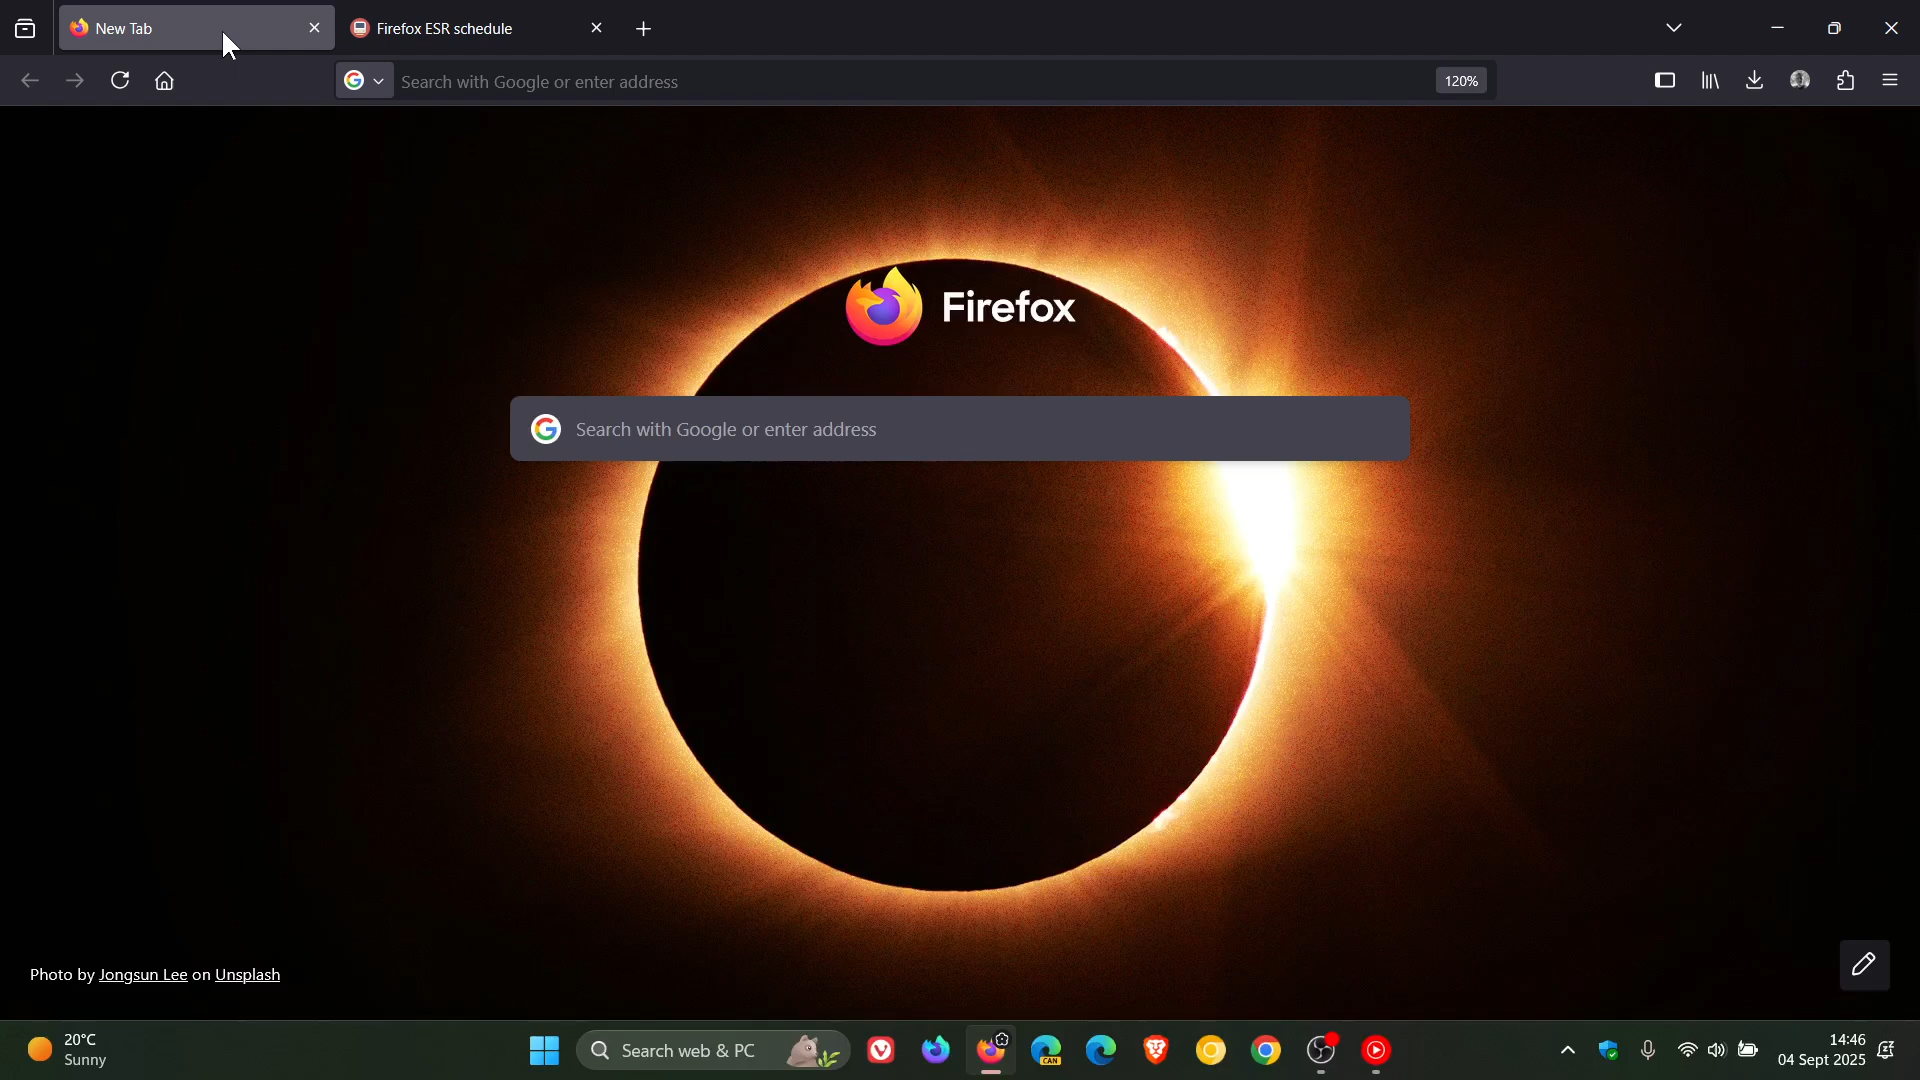 New Tab
Firefox ESR schedule
Search with Google or enter address
120%
Firefox
Search with Google or enter address
Photo by Jongsun Lee on Unsplash
20°C
Sunny
Search web & PC
CAN
14:46
04 Sept 2025